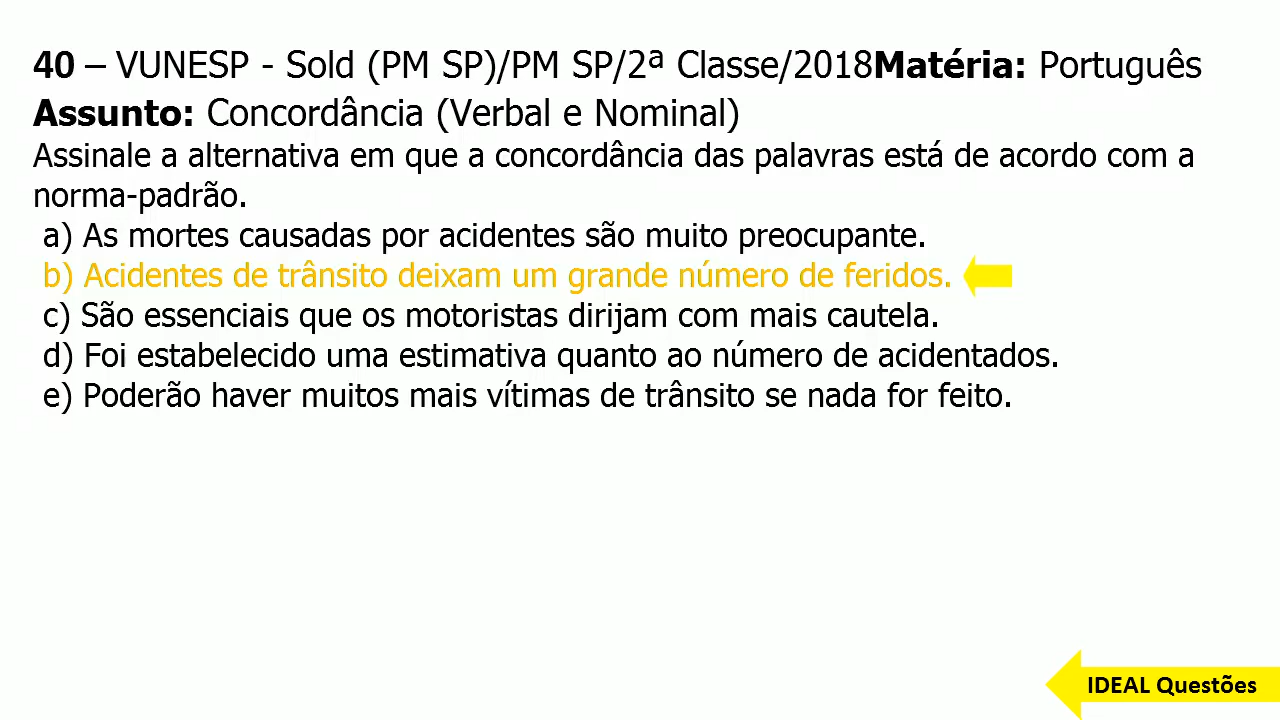 40 – VUNESP - Sold (PM SP)/PM SP/2ª Classe/2018Matéria: Português
Assunto: Concordância (Verbal e Nominal)
Assinale a alternativa em que a concordância das palavras está de acordo com a
norma-padrão.
a) As mortes causadas por acidentes são muito preocupante.
b) Acidentes de trânsito deixam um grande número de feridos.
c) São essenciais que os motoristas dirijam com mais cautela.
d) Foi estabelecido uma estimativa quanto ao número de acidentados.
e) Poderão haver muitos mais vítimas de trânsito se nada for feito.
IDEAL Questões